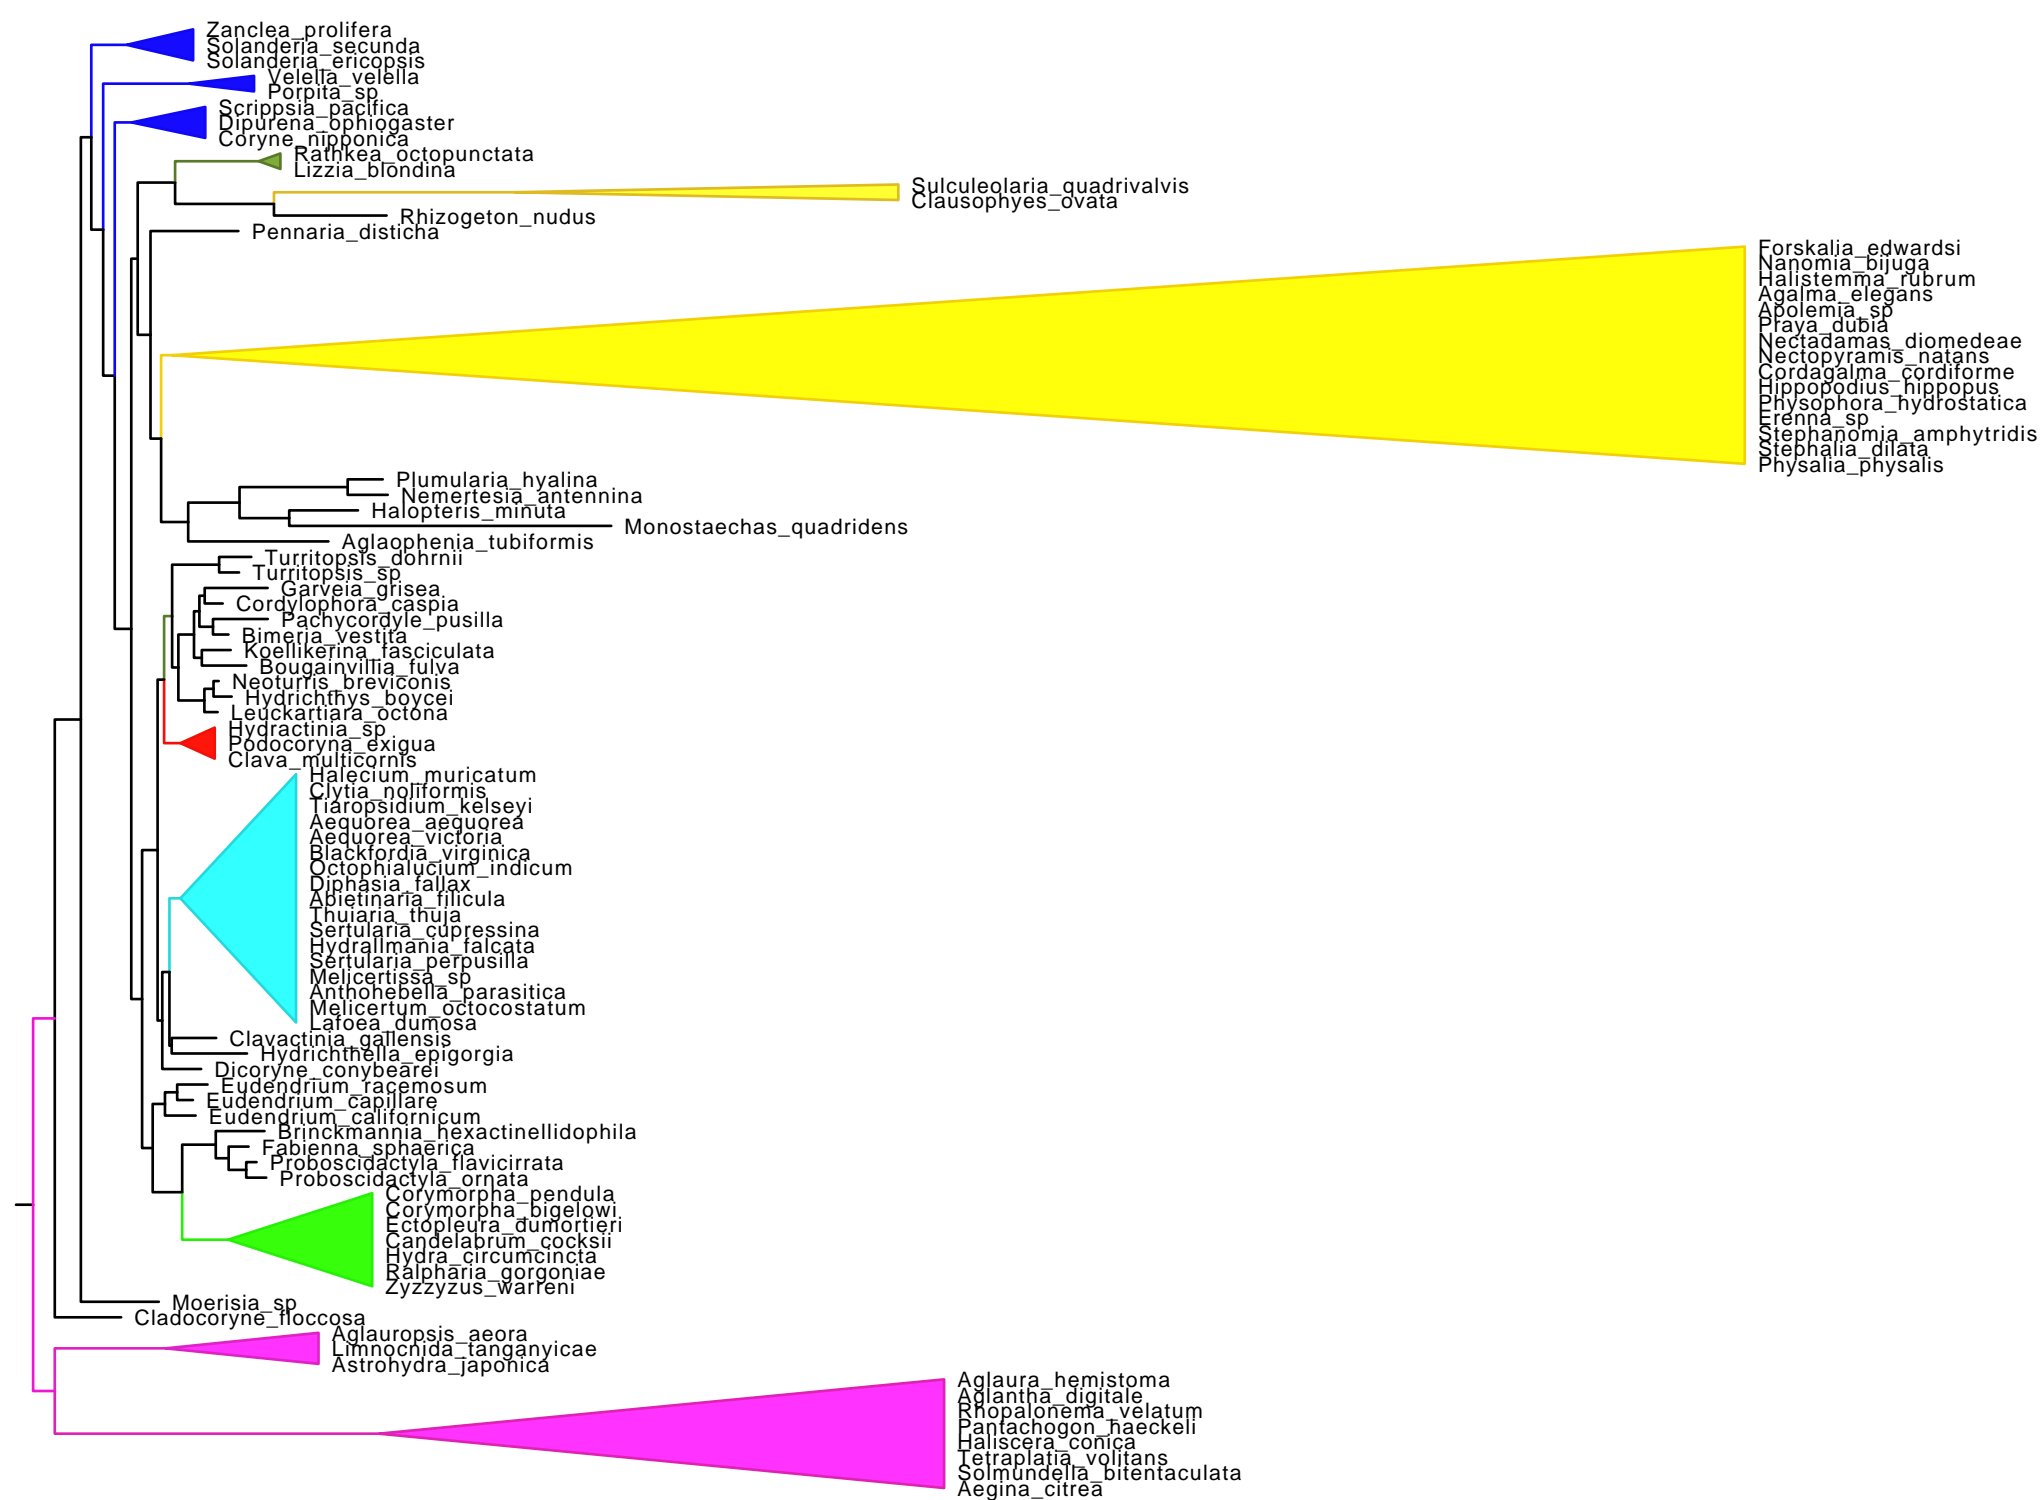 Zanclea_prolifera
Solanderia_secunda
Solanderia_ericopsis
Velella_velella
Porpita_sp
Scrippsia_pacifica
Dipurena_ophiogaster
Coryne_nipponica
Rathkea_octopunctata
Lizzia_blondina
Sulculeolaria_quadrivalvis
Clausophyes_ovata
Rhizogeton_nudus
Pennaria_disticha
Forskalia_edwardsi
Nanomia_bijuga
Halistemma_rubrum
Agalma_elegans
Apolemia_sp
Praya_dubia
Nectadamas_diomedeae
Nectopyramis_natans
Cordagalma_cordiforme
Hippopodius_hippopus
Physophora_hydrostatica
Erenna_sp
Stephanomia_amphytridis
Stephalia_dilata
Physalia_physalis
Plumularia_hyalina
Nemertesia_antennina
Halopteris_minuta
Monostaechas_quadridens
Aglaophenia_tubiformis
Turritopsis_dohrnii
Turritopsis_sp
Garveia_grisea
Cordylophora_caspia
Pachycordyle_pusilla
Bimeria_vestita
Koellikerina_fasciculata
Bougainvillia_fulva
Neoturris_breviconis
Hydrichthys_boycei
Leuckartiara_octona
Hydractinia_sp
Podocoryna_exigua
Clava_multicornis
Halecium_muricatum
Clytia_noliformis
Tiaropsidium_kelseyi
Aequorea_aequorea
Aequorea_victoria
Blackfordia_virginica
Octophialucium_indicum
Diphasia_fallax
Abietinaria_filicula
Thuiaria_thuja
Sertularia_cupressina
Hydrallmania_falcata
Sertularia_perpusilla
Melicertissa_sp
Anthohebella_parasitica
Melicertum_octocostatum
Lafoea_dumosa
Clavactinia_gallensis
Hydrichthella_epigorgia
Dicoryne_conybearei
Eudendrium_racemosum
Eudendrium_capillare
Eudendrium_californicum
Brinckmannia_hexactinellidophila
Fabienna_sphaerica
Proboscidactyla_flavicirrata
Proboscidactyla_ornata
Corymorpha_pendula
Corymorpha_bigelowi
Ectopleura_dumortieri
Candelabrum_cocksii
Hydra_circumcincta
Ralpharia_gorgoniae
Zyzzyzus_warreni
Moerisia_sp
Cladocoryne_floccosa
Aglauropsis_aeora
Limnocnida_tanganyicae
Astrohydra_japonica
Aglaura_hemistoma
Aglantha_digitale
Rhopalonema_velatum
Pantachogon_haeckeli
Haliscera_conica
Tetraplatia_volitans
Solmundella_bitentaculata
Aegina_citrea